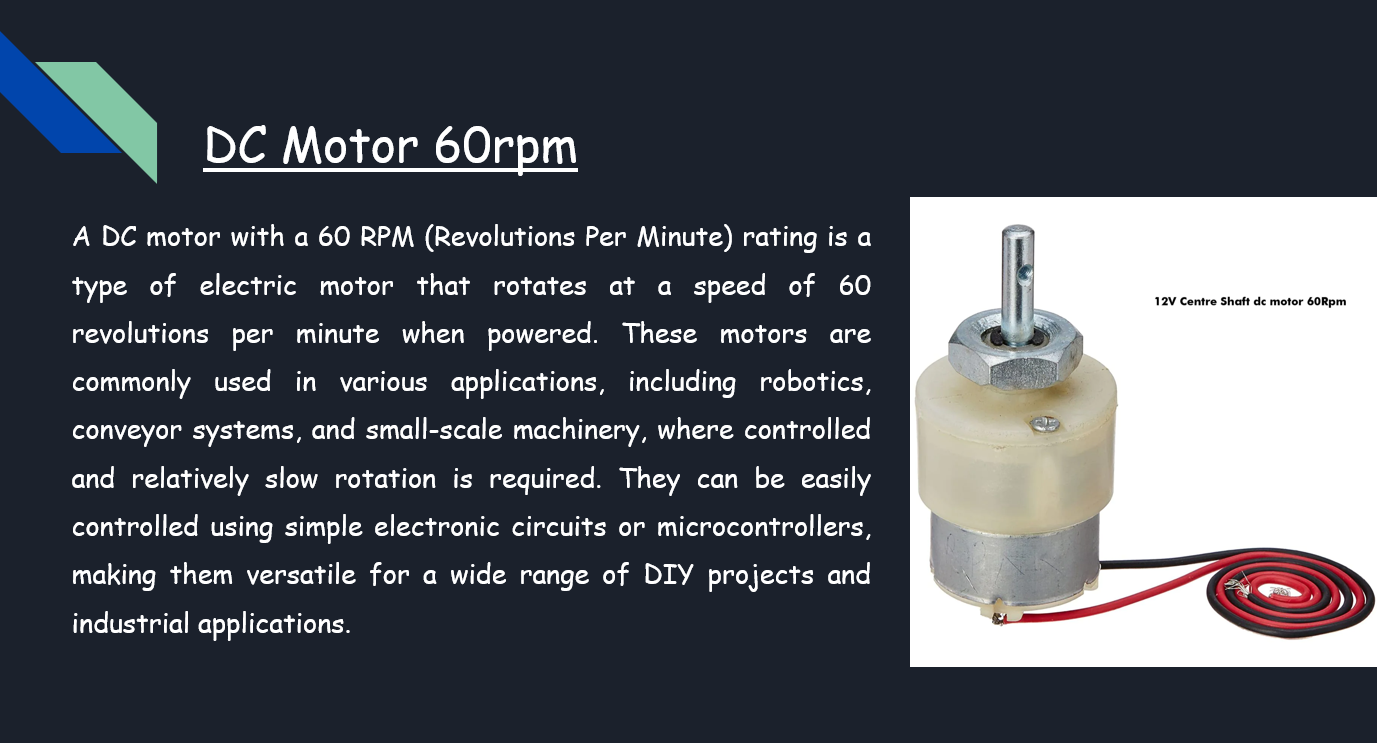 DC Motor 60rpm
A DC motor with a 60 RPM (Revolutions Per Minute) rating is a
type of electric motor that rotates at a speed of 60
revolutions per minute when powered. These motors are
commonly used in various applications, including robotics,
conveyor systems, and small-scale machinery, where controlled
and relatively slow rotation is required. They can be easily
controlled using simple electronic circuits or microcontrollers,
making them versatile for a wide range of DIY projects and
industrial applications.
12V Centre Shaft dc motor 60Rpm